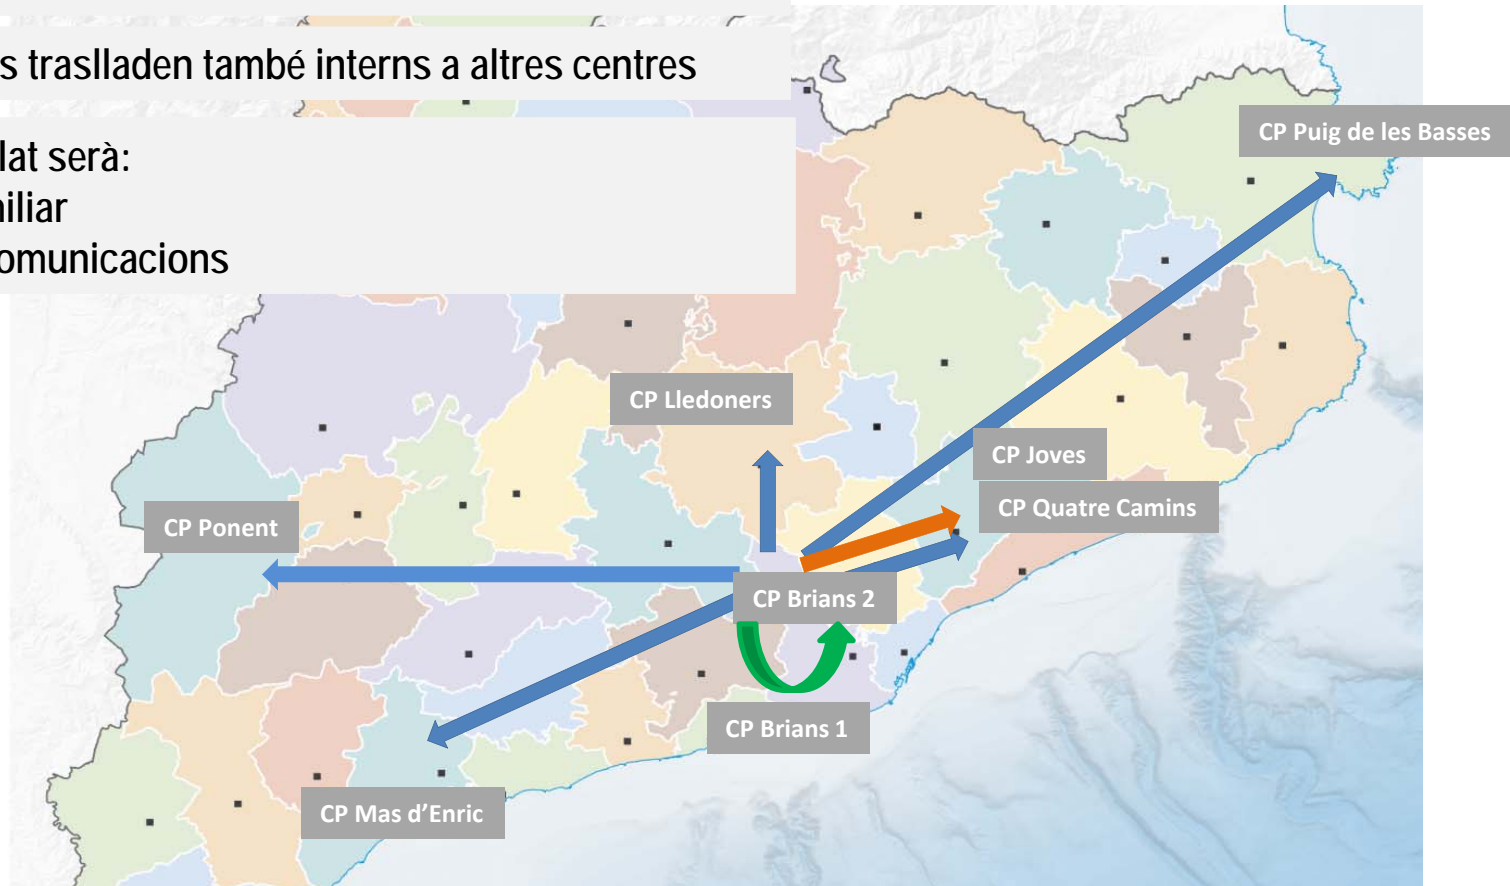 s traslladen també interns a altres centres
lat serà:
iliar
omunicacions
CP Puig de les Basses
CP Lledoners
CP Joves
CP Quatre Camins
CP Ponent
CP Brians 2
CP Brians 1
CP Mas d'Enric